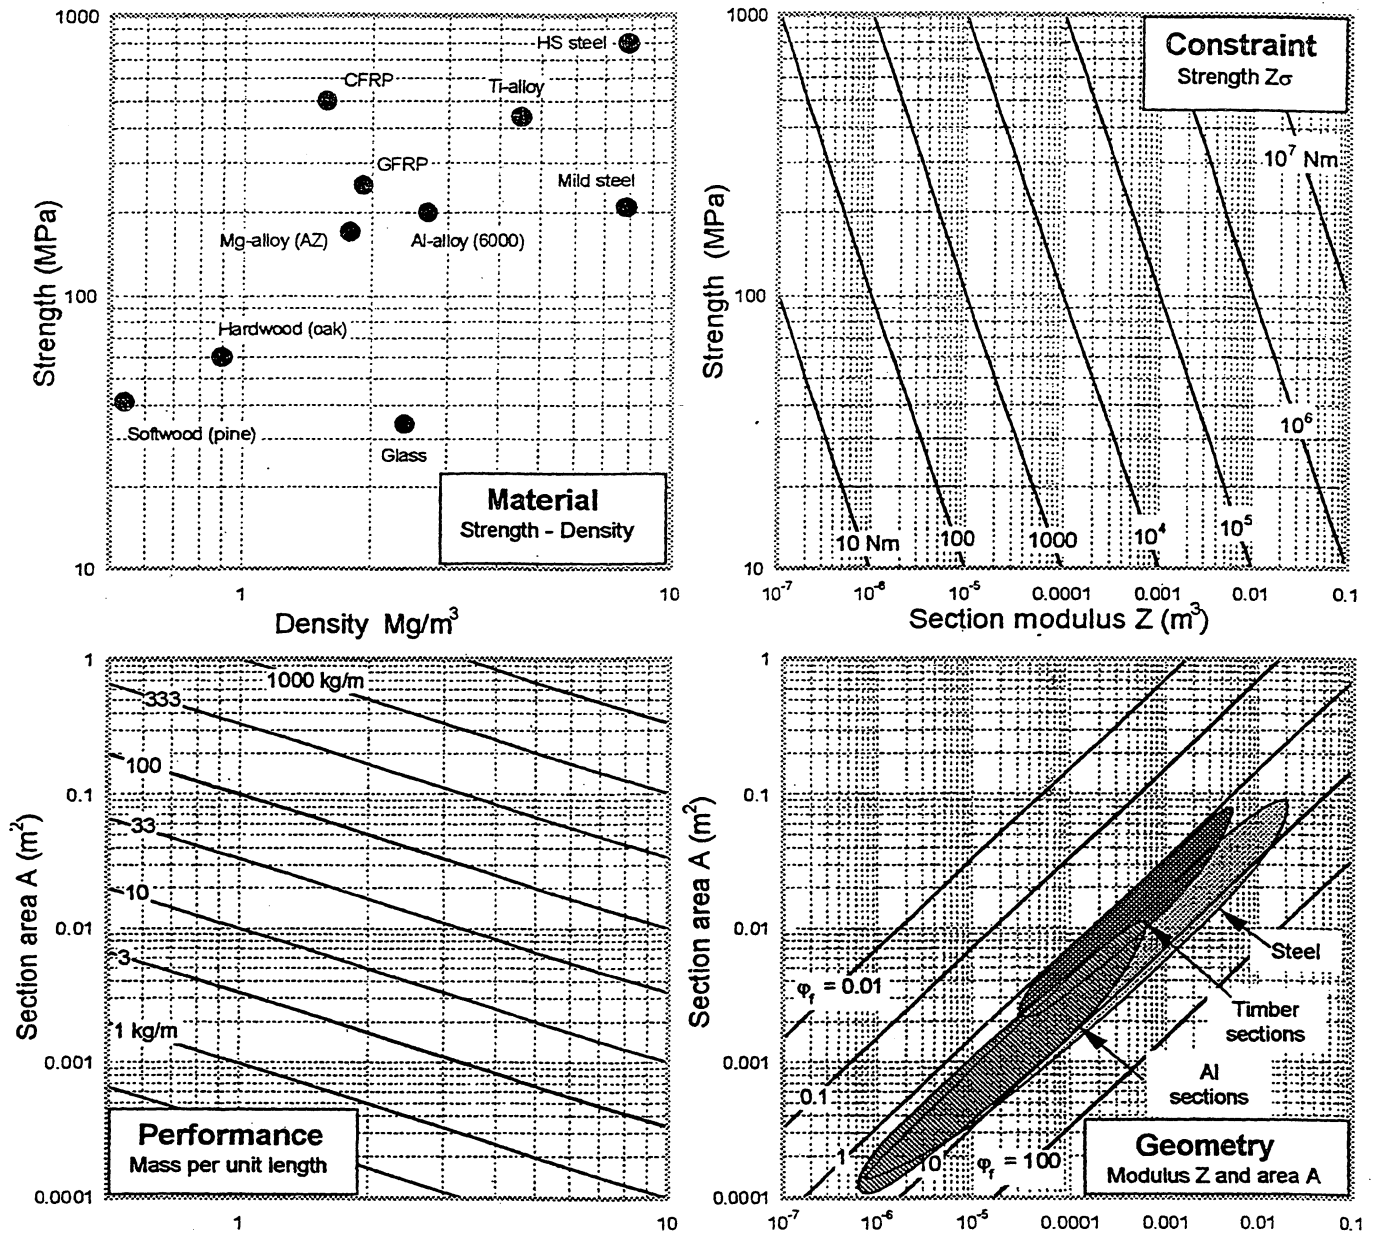 1000
HS steel
CFRP
Ti-alloy
GFRP
Mild steel
Mg-alloy (AZ)
Al-alloy (6000)
100
Hardwood (oak)
Softwood (pine)
Glass
Material
Strength - Density
10
1
10
Strength (MPa)
Density Mg/m³
1000
Constraint
Strength Zσ
10⁷ Nm
100
10⁶
10⁵
10⁴
1000
100
10 Nm
10
10⁻⁷
10⁻⁶
10⁻⁵
0.0001
0.001
0.01
0.1
Strength (MPa)
Section modulus Z (m³)
1
1000 kg/m
333
100
0.1
33
10
0.01
3
1 kg/m
0.001
Performance
Mass per unit length
0.0001
1
10
Section area A (m²)
1
0.1
0.01
Steel
φf = 0.01
Timber
sections
0.001
Al
sections
0.1
1
10
φf = 100
Geometry
Modulus Z and area A
0.0001
10⁻⁷
10⁻⁶
10⁻⁵
0.0001
0.001
0.01
0.1
Section area A (m²)